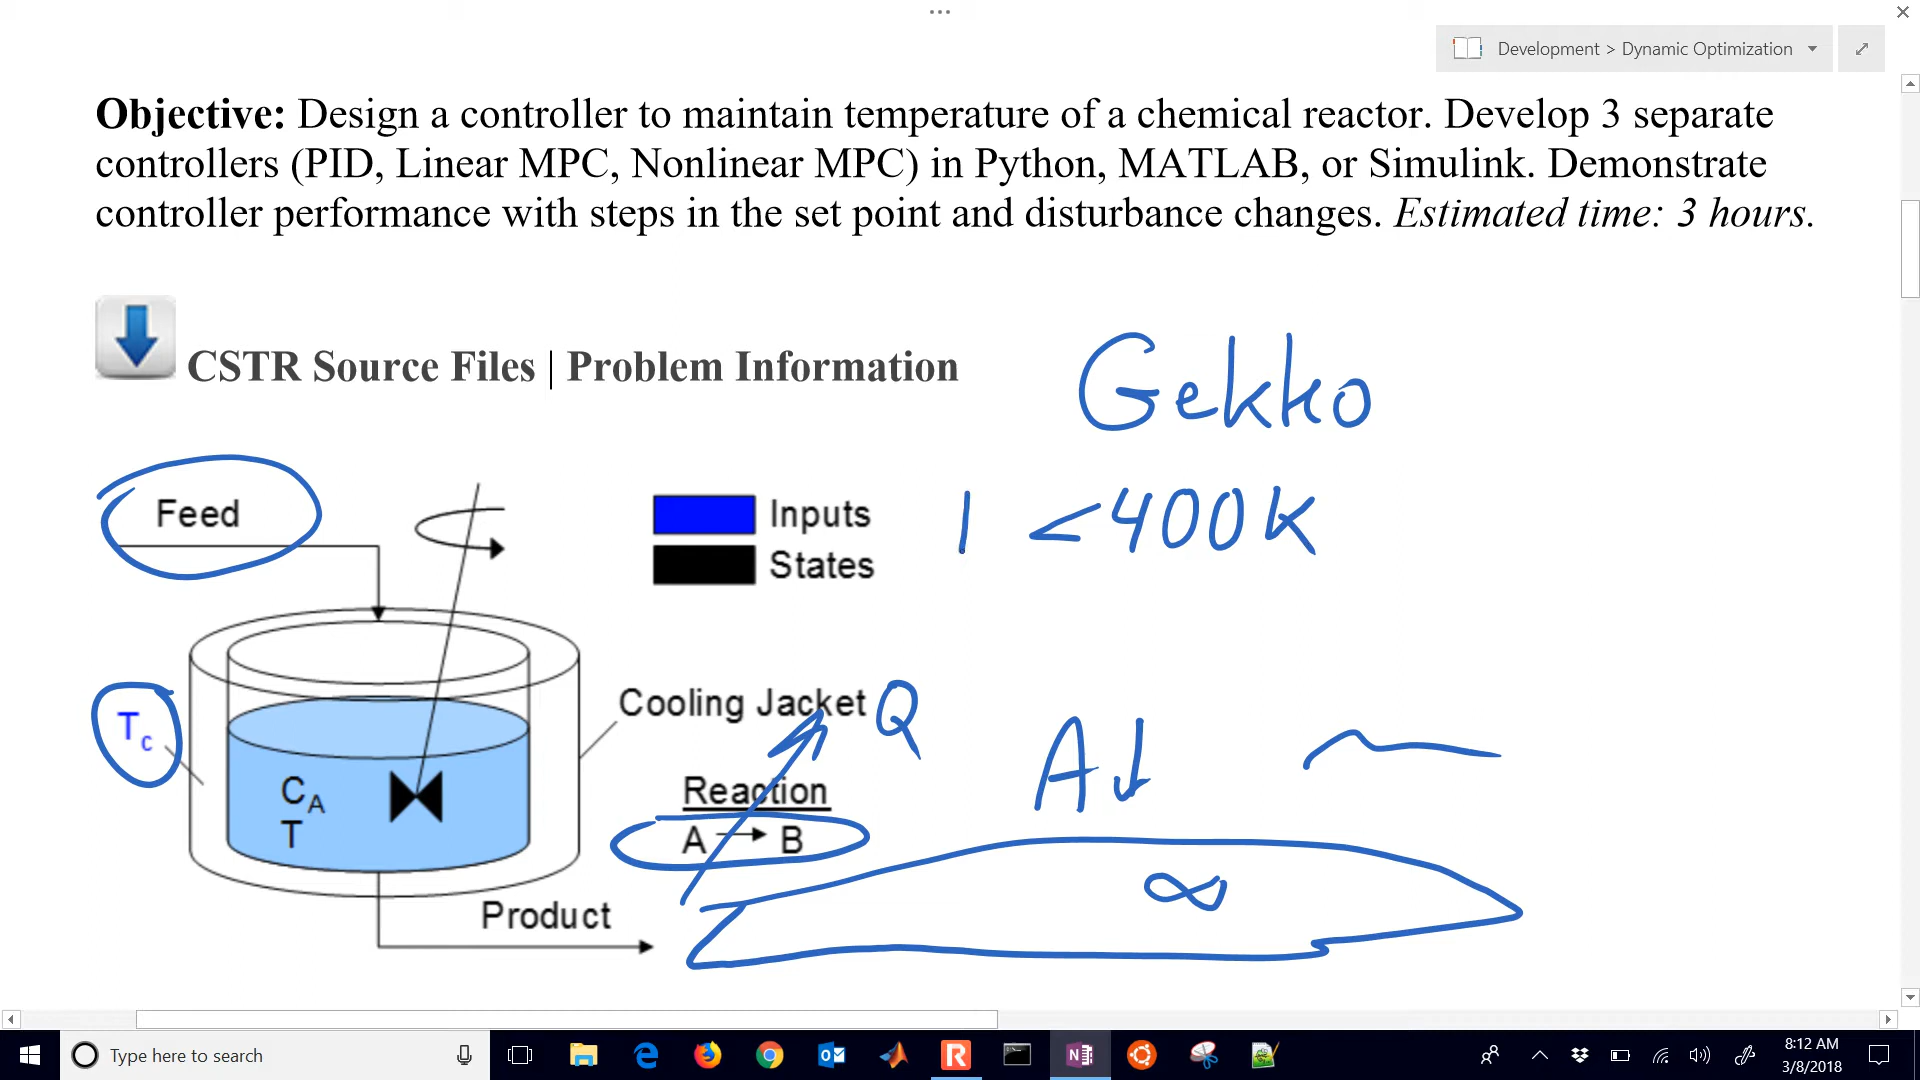 Development > Dynamic Optimization
Objective: Design a controller to maintain temperature of a chemical reactor. Develop 3 separate
controllers (PID, Linear MPC, Nonlinear MPC) in Python, MATLAB, or Simulink. Demonstrate
controller performance with steps in the set point and disturbance changes. Estimated time: 3 hours.
CSTR Source Files | Problem Information
Gekko
Feed
Inputs
< 400 K
States
Cooling Jacket Q
Tc
A↓
Reaction
CA
T
A → B
∞
Product
Type here to search
8:12 AM
3/8/2018